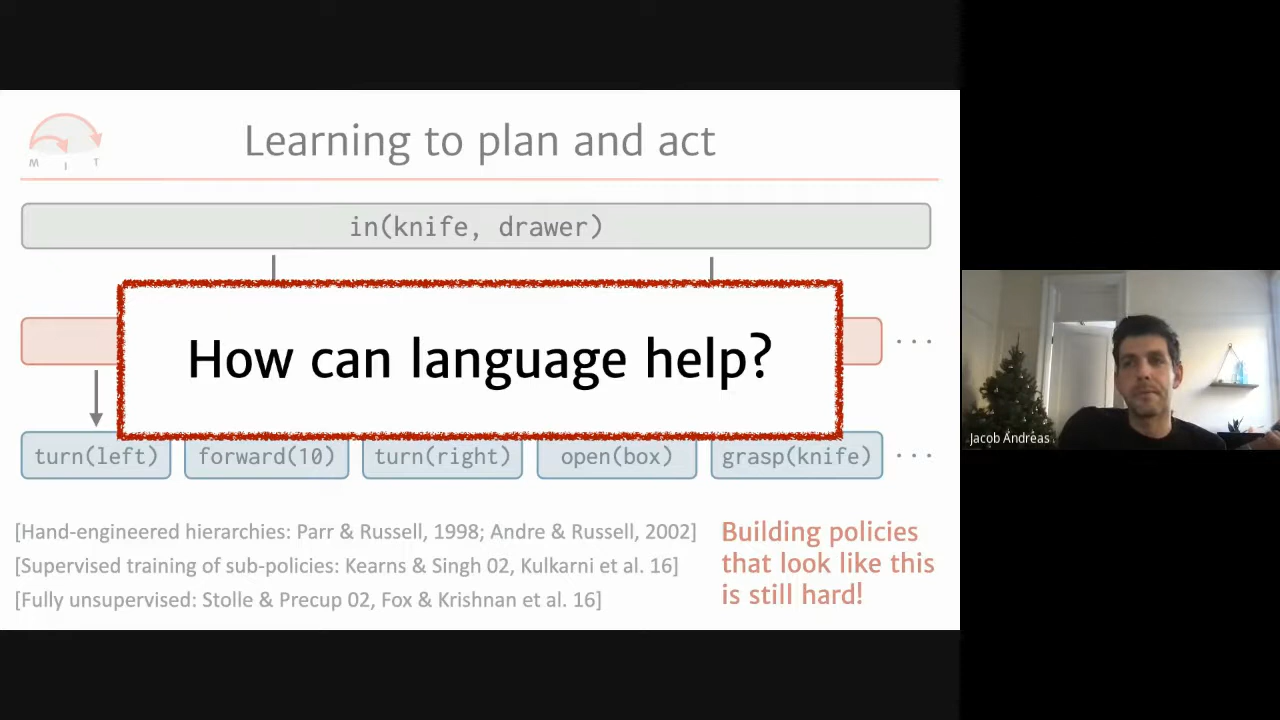 Learning to plan and act
M I T
in(knife, drawer)
How can language help?
...
turn(left) forward(10) turn(right) open(box) grasp(knife) ...
[Hand-engineered hierarchies: Parr & Russell, 1998; Andre & Russell, 2002]
[Supervised training of sub-policies: Kearns & Singh 02, Kulkarni et al. 16]
[Fully unsupervised: Stolle & Precup 02, Fox & Krishnan et al. 16]
Building policies
that look like this
is still hard!
Jacob Andreas